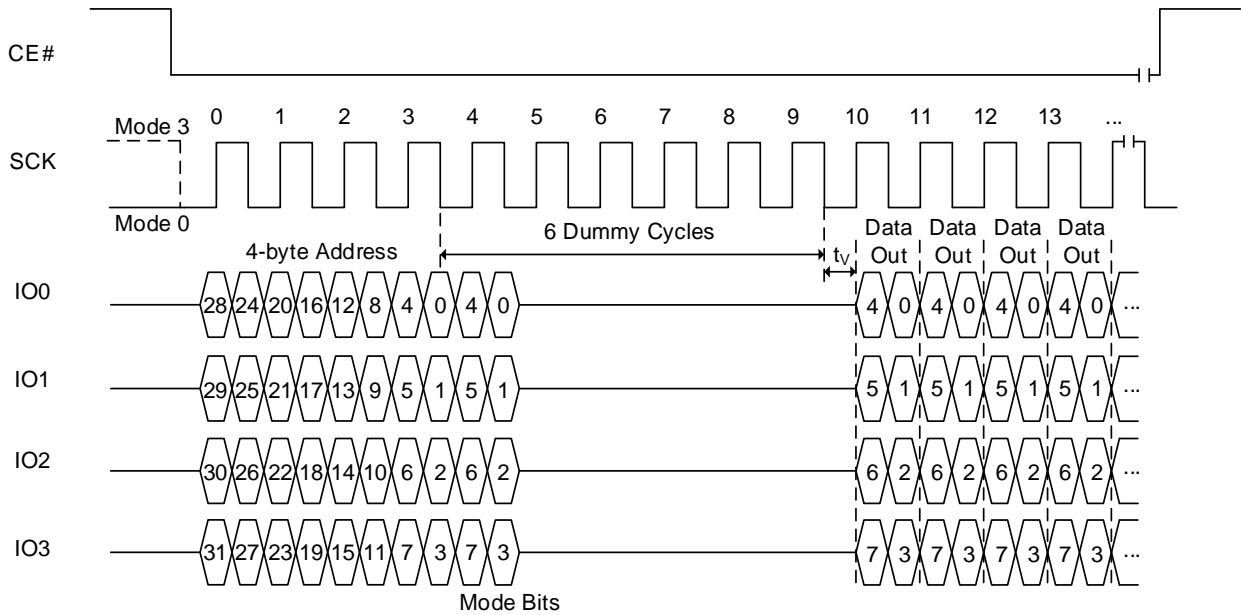 CE#
0 1 2 3 4 5 6 7 8 9 10 11 12 13 ...
Mode 3
SCK
Mode 0
6 Dummy Cycles
Data Data Data Data
4-byte Address
tV Out Out Out Out
IO0 28 24 20 16 12 8 4 0 4 0 4 0 4 0 4 0 4 0 ...
IO1 29 25 21 17 13 9 5 1 5 1 5 1 5 1 5 1 5 1 ...
IO2 30 26 22 18 14 10 6 2 6 2 6 2 6 2 6 2 6 2 ...
IO3 31 27 23 19 15 11 7 3 7 3 7 3 7 3 7 3 7 3 ...
Mode Bits